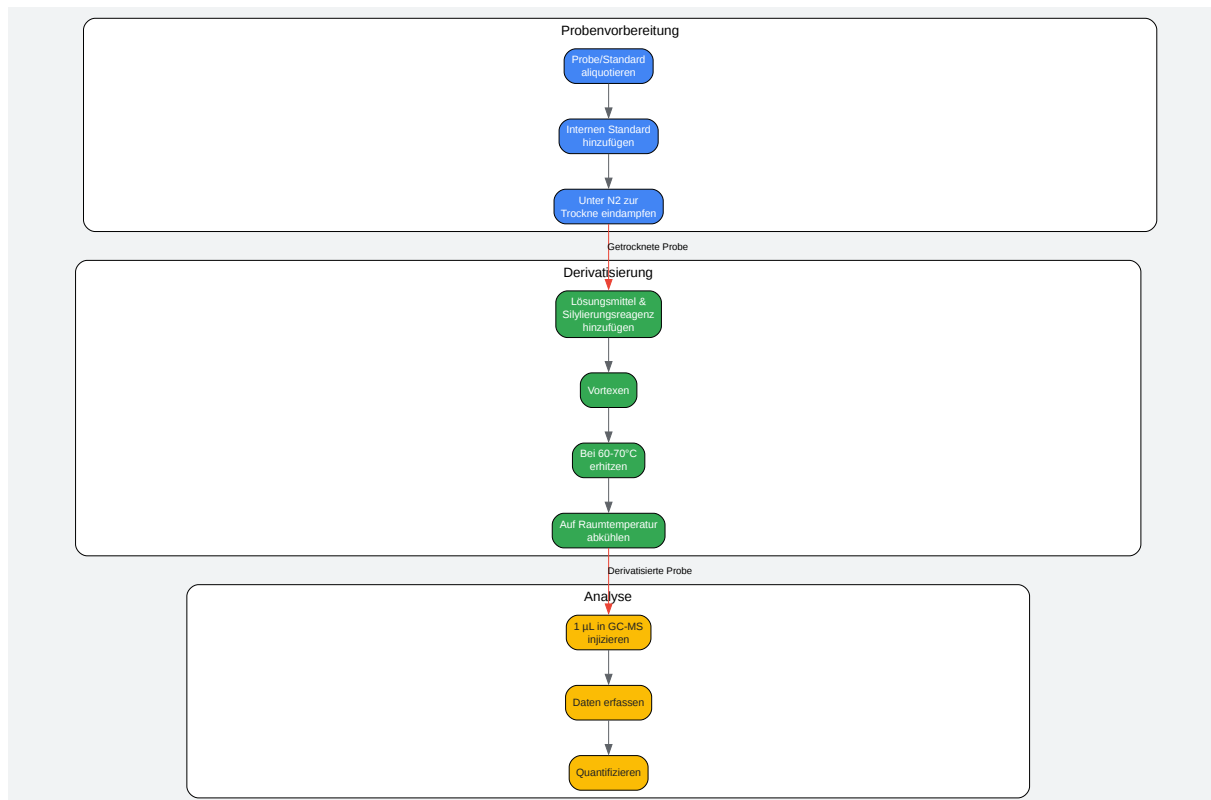 Probenvorbereitung
Probe/Standard
aliquotieren
Internen Standard
hinzufügen
Unter N2 zur
Trockne eindampfen
Getrocknete Probe
Derivatisierung
Lösungsmittel &
Silylierungsreagenz
hinzufügen
Vortexen
Bei 60-70°C
erhitzen
Auf Raumtemperatur
abkühlen
Derivatisierte Probe
Analyse
1 µL in GC-MS
injizieren
Daten erfassen
Quantifizieren